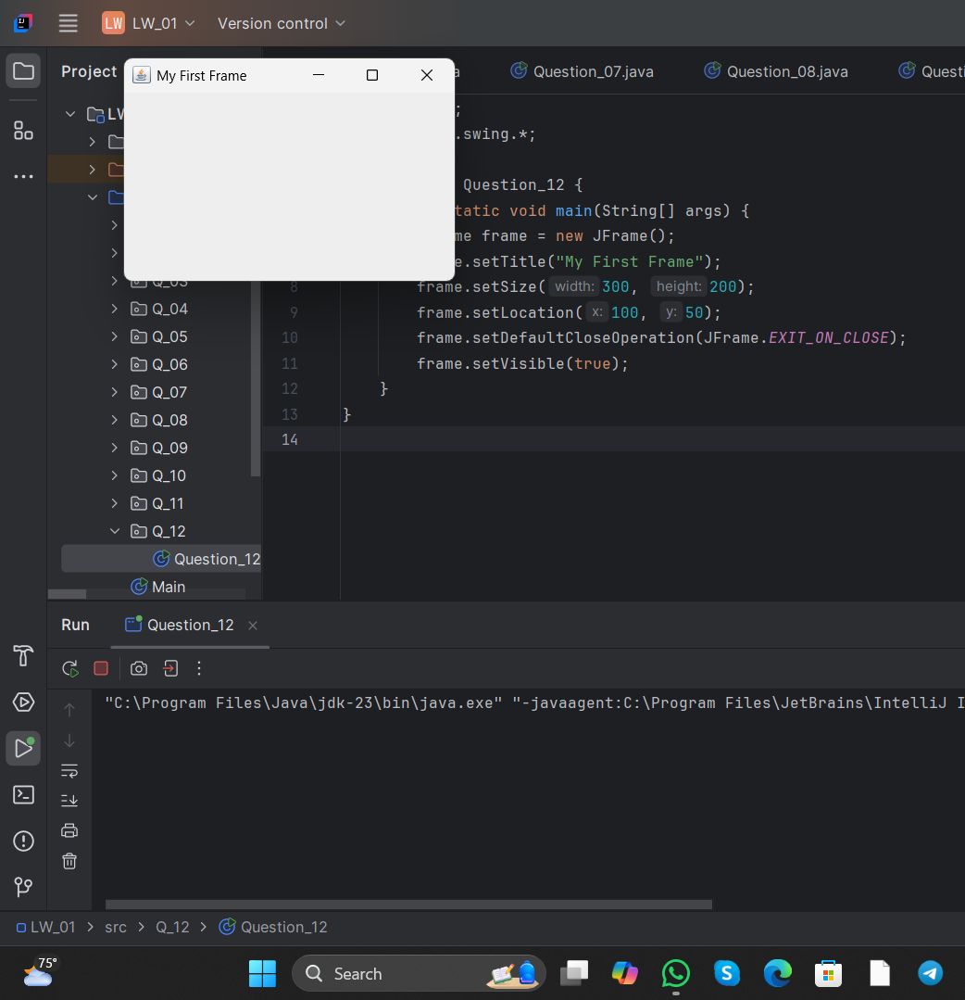 LW LW_01 Version control
Project
My First Frame
Question_07.java Question_08.java
;
.swing.*;
Question_12 {
static void main(String[] args) {
frame = new JFrame();
.setTitle("My First Frame");
8 frame.setSize( width: 300, height: 200);
9 frame.setLocation( x: 100, y: 50);
10 frame.setDefaultCloseOperation(JFrame.EXIT_ON_CLOSE);
11 frame.setVisible(true);
12 }
13 }
14
LW
Q_03
Q_04
Q_05
Q_06
Q_07
Q_08
Q_09
Q_10
Q_11
Q_12
Question_12
Main
Run Question_12
"C:\Program Files\Java\jdk-23\bin\java.exe" "-javaagent:C:\Program Files\JetBrains\IntelliJ I
LW_01 > src > Q_12 > Question_12
75°
Search